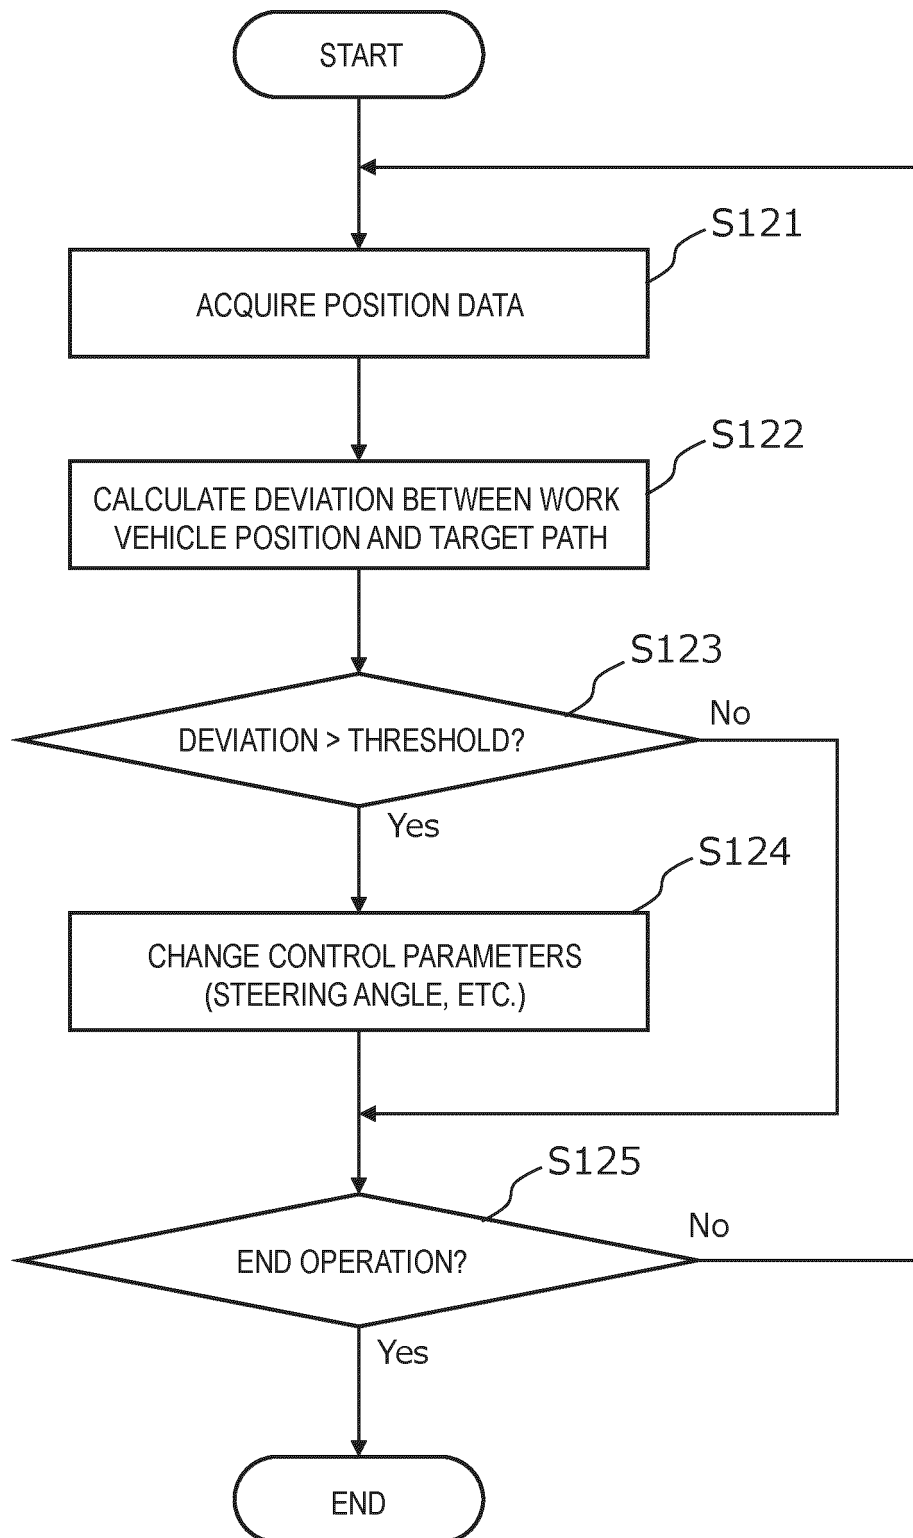 START
S121
ACQUIRE POSITION DATA
S122
CALCULATE DEVIATION BETWEEN WORK
VEHICLE POSITION AND TARGET PATH
S123
DEVIATION > THRESHOLD?
No
Yes
S124
CHANGE CONTROL PARAMETERS
(STEERING ANGLE, ETC.)
S125
END OPERATION?
No
Yes
END